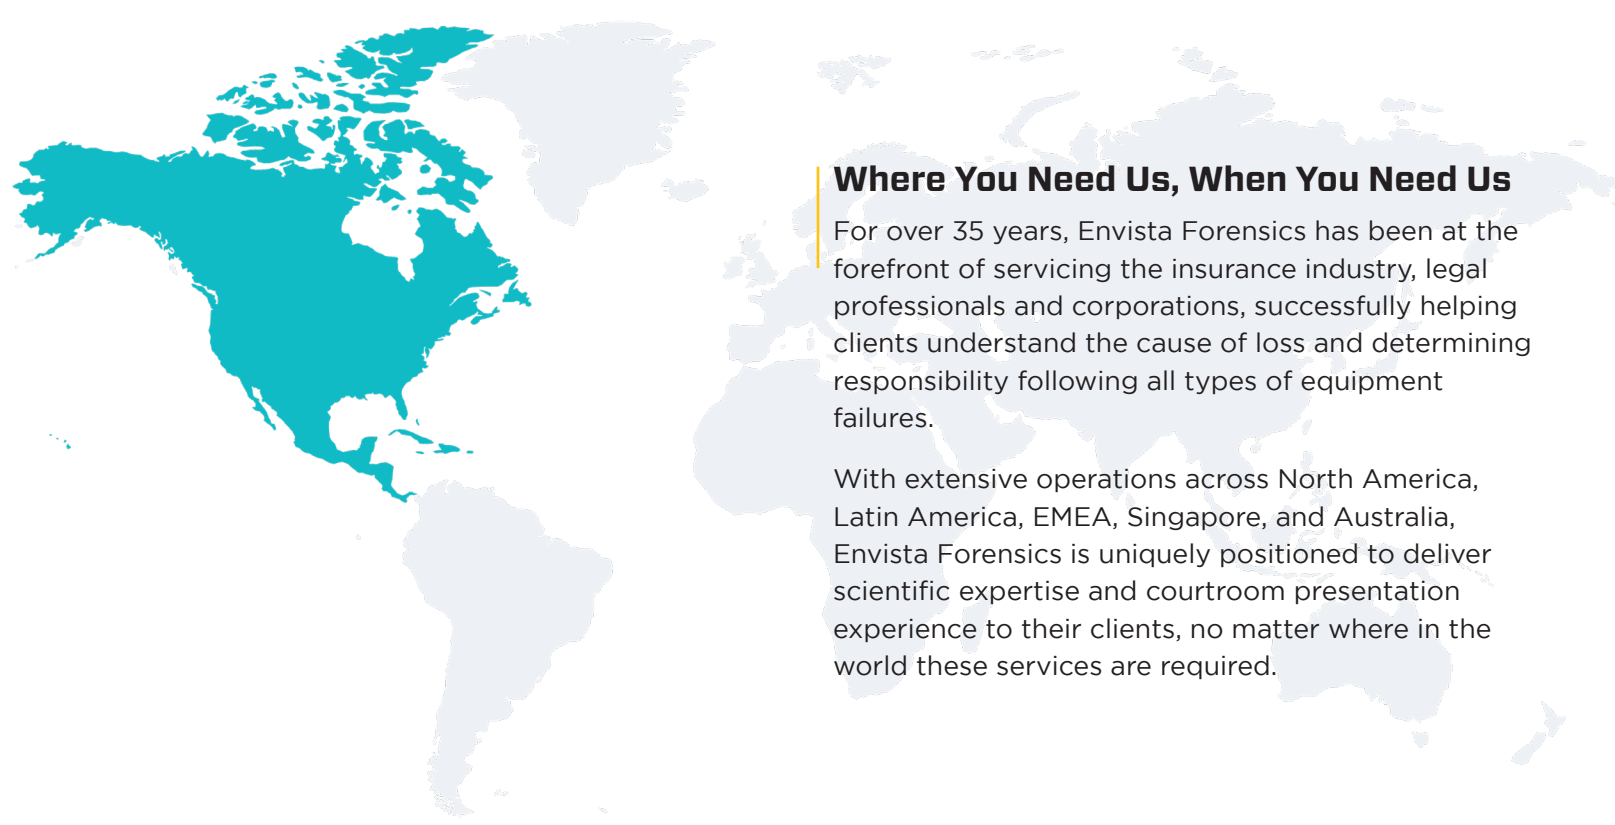 Where You Need Us, When You Need Us
For over 35 years, Envista Forensics has been at the
forefront of servicing the insurance industry, legal
professionals and corporations, successfully helping
clients understand the cause of loss and determining
responsibility following all types of equipment
failures.
With extensive operations across North America,
Latin America, EMEA, Singapore, and Australia,
Envista Forensics is uniquely positioned to deliver
scientific expertise and courtroom presentation
experience to their clients, no matter where in the
world these services are required.